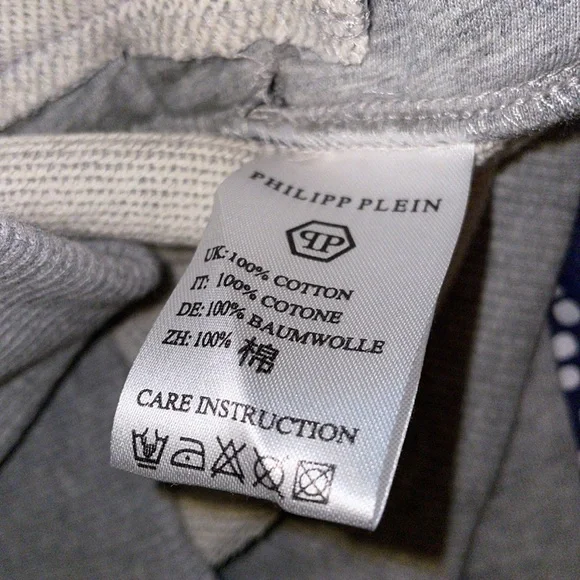 PHILIPP PLEIN
PP
UK: 100% COTTON
IT: 100% COTONE
DE: 100% BAUMWOLLE
ZH: 100% 棉
CARE INSTRUCTION